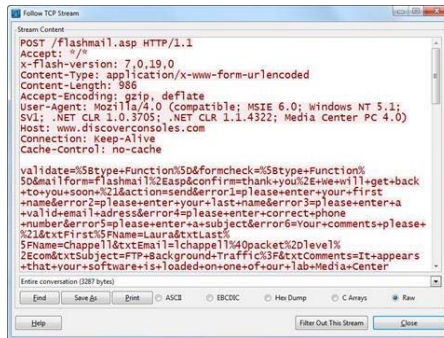 Follow TCP Stream
Stream Content
POST /flashmail.asp HTTP/1.1
Accept: */*
x-flash-version: 7,0,19,0
Content-Type: application/x-www-form-urlencoded
Content-Length: 986
Accept-Encoding: gzip, deflate
User-Agent: Mozilla/4.0 (compatible; MSIE 6.0; Windows NT 5.1;
SV1; .NET CLR 1.0.3705; .NET CLR 1.1.4322; Media Center PC 4.0)
Host: www.discoverconsoles.com
Connection: Keep-Alive
Cache-Control: no-cache
validate=%5Btype+Function%5D&formcheck=%5Btype+Function%
5D&mailform=flashmail%2Easp&confirm=thank+you%2E+We+will+get+back
+to+you+soon+%21&action=send&error1=please+enter+your+first
+name&error2=please+enter+your+last+name&error3=please+enter+a
+valid+email+adress&error4=please+enter+correct+phone
+number&error5=please+enter+a+subject&error6=Your+comments+please+
+%21&txtFirst%5FName=Laura&txtLast%
5FName=Chappell&txtEmail=lchappell%40packet%2Dlevel%
2Ecom&txtSubject=FTP+Background+Traffic%3F&txtComments=It+appears
+that+your+software+is+loaded+on+one+of+our+lab+Media+Center
Entire conversation (3287 bytes)
Find Save As Print ASCII EBCDIC Hex Dump C Arrays Raw
Help Filter Out This Stream Close